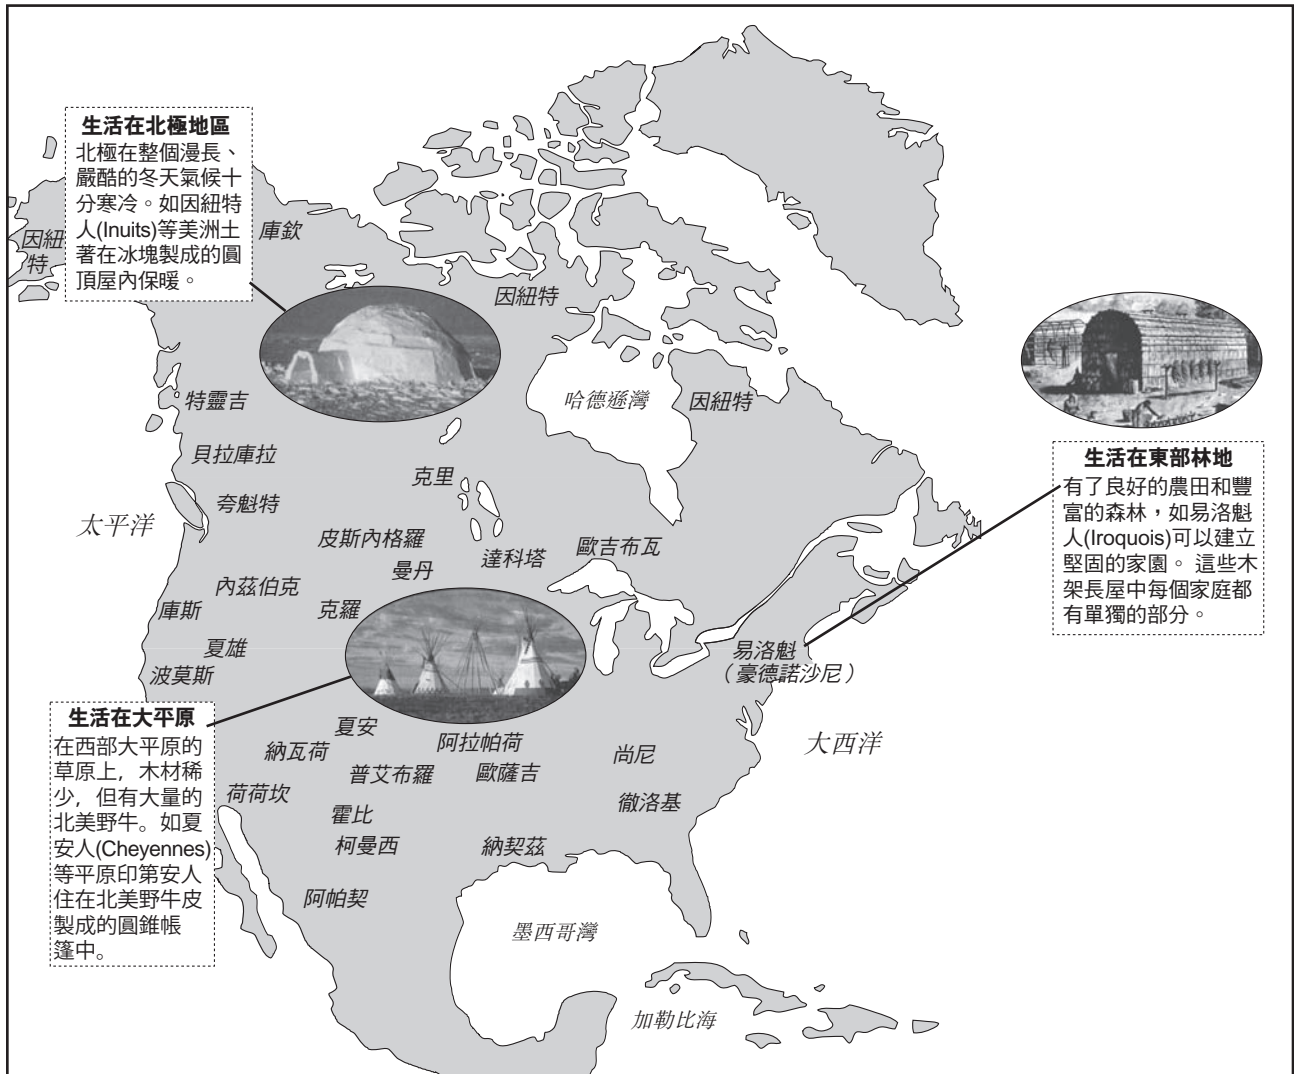 生活在北極地區
北極在整個漫長、
嚴酷的冬天氣候十
分寒冷。如因紐特
人(Inuits)等美洲土
著在冰塊製成的圓
頂屋內保暖。
因紐
特
庫欽
因紐特
特靈吉
哈德遜灣
因紐特
貝拉庫拉
克里
生活在東部林地
有了良好的農田和豐
富的森林，如易洛魁
人(Iroquois)可以建立
堅固的家園。 這些木
架長屋中每個家庭都
有單獨的部分。
太平洋
夸魁特
皮斯內格羅
達科塔
歐吉布瓦
曼丹
內茲伯克
庫斯
克羅
夏雄
波莫斯
易洛魁
（豪德諾沙尼）
生活在大平原
在西部大平原的
草原上，木材稀
少，但有大量的
北美野牛。如夏
安人(Cheyennes)
等平原印第安人
住在北美野牛皮
製成的圓錐帳
篷中。
夏安
納瓦荷
阿拉帕荷
尚尼
大西洋
普艾布羅
歐薩吉
荷荷坎
霍比
徹洛基
柯曼西
納契茲
阿帕契
墨西哥灣
加勒比海